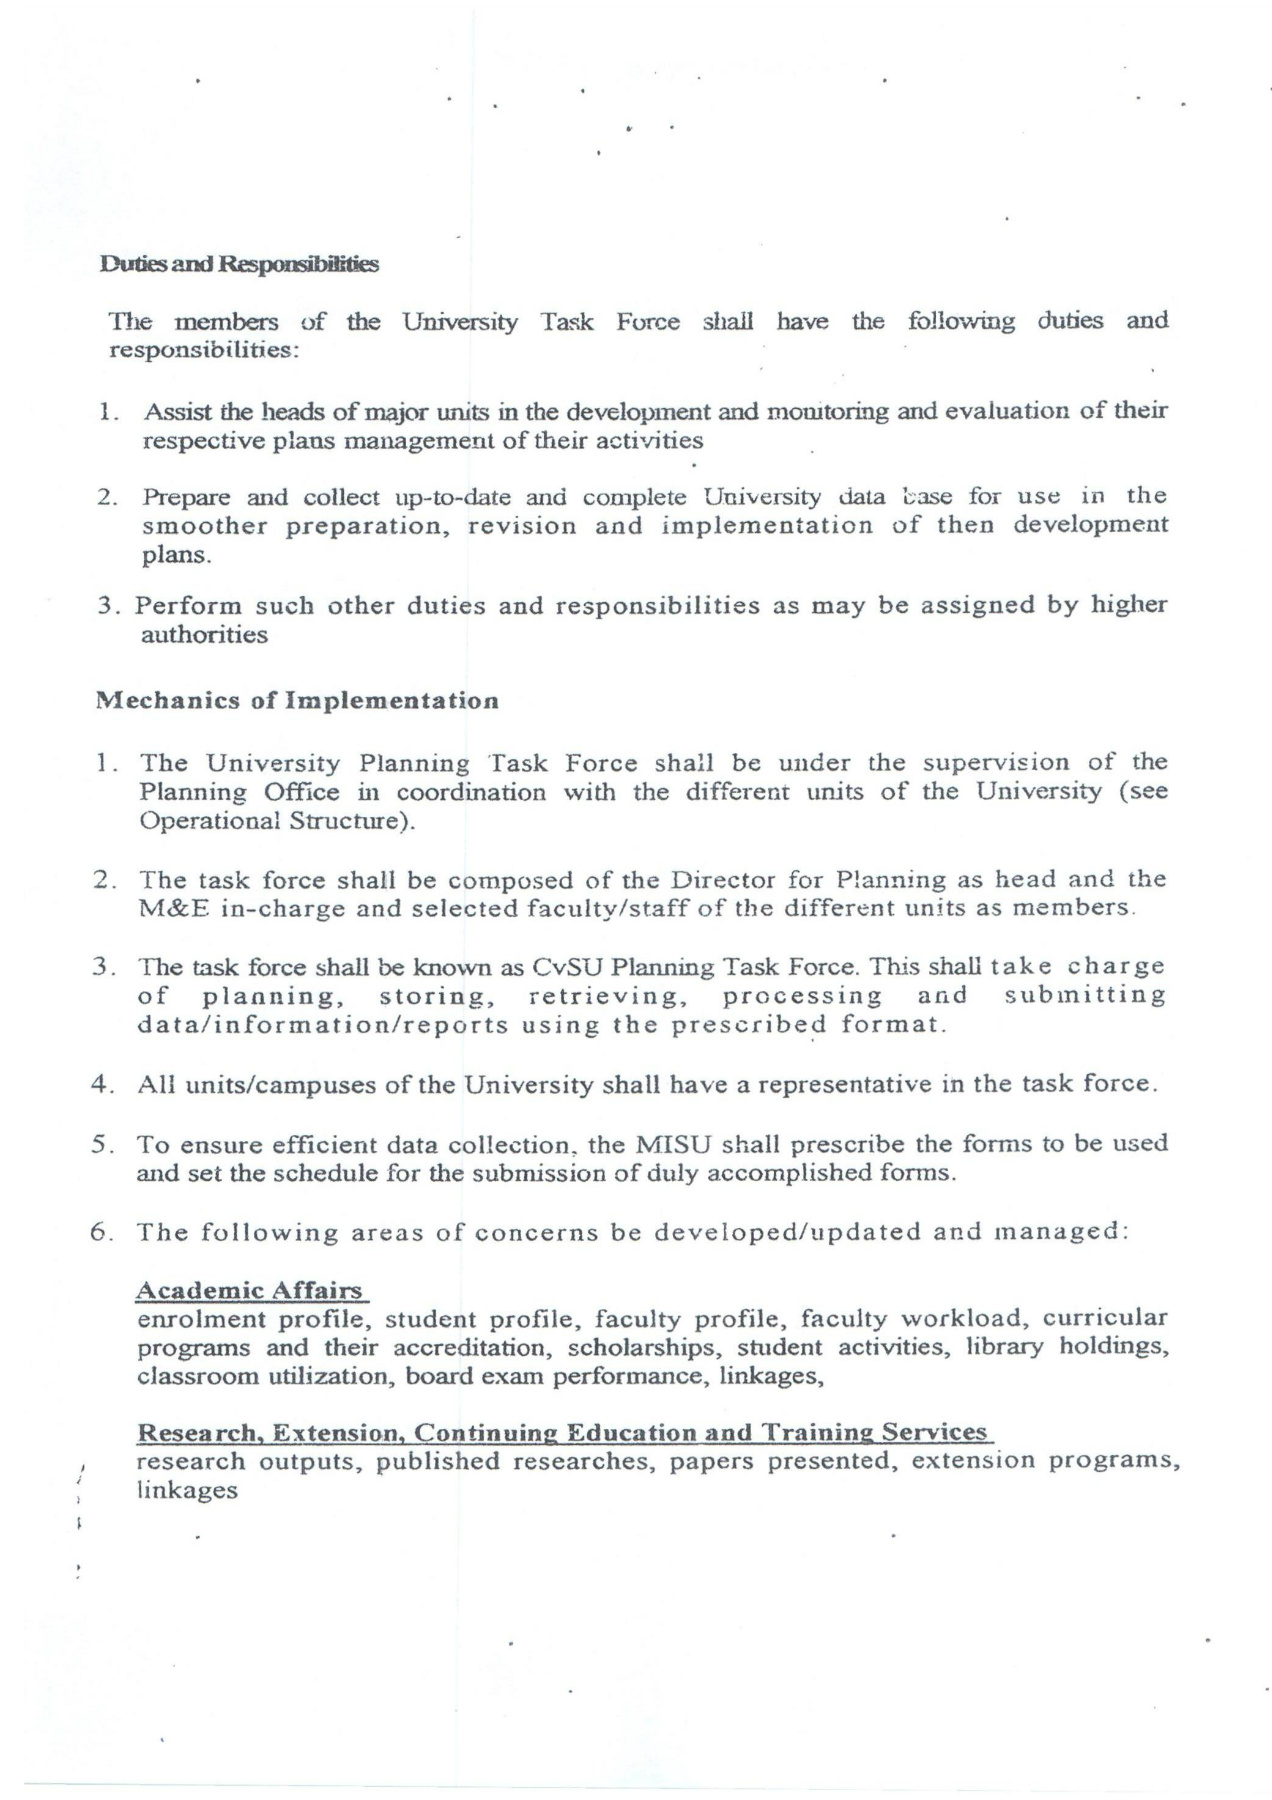 Duties and Responsibilities
The members of the University Task Force shall have the following duties and
responsibilities:
1. Assist the heads of major units in the development and monitoring and evaluation of their
respective plans management of their activities
2. Prepare and collect up-to-date and complete University data base for use in the
smoother preparation, revision and implementation of then development
plans.
3. Perform such other duties and responsibilities as may be assigned by higher
authorities
Mechanics of Implementation
1. The University Planning Task Force shall be under the supervision of the
Planning Office in coordination with the different units of the University (see
Operational Structure).
2. The task force shall be composed of the Director for Planning as head and the
M&E in-charge and selected faculty/staff of the different units as members.
3. The task force shall be known as CvSU Planning Task Force. This shall take charge
of planning, storing, retrieving, processing and submitting
data/information/reports using the prescribed format.
4. All units/campuses of the University shall have a representative in the task force.
5. To ensure efficient data collection, the MISU shall prescribe the forms to be used
and set the schedule for the submission of duly accomplished forms.
6. The following areas of concerns be developed/updated and managed:
Academic Affairs
enrolment profile, student profile, faculty profile, faculty workload, curricular
programs and their accreditation, scholarships, student activities, library holdings,
classroom utilization, board exam performance, linkages,
Research, Extension, Continuing Education and Training Services
research outputs, published researches, papers presented, extension programs,
linkages